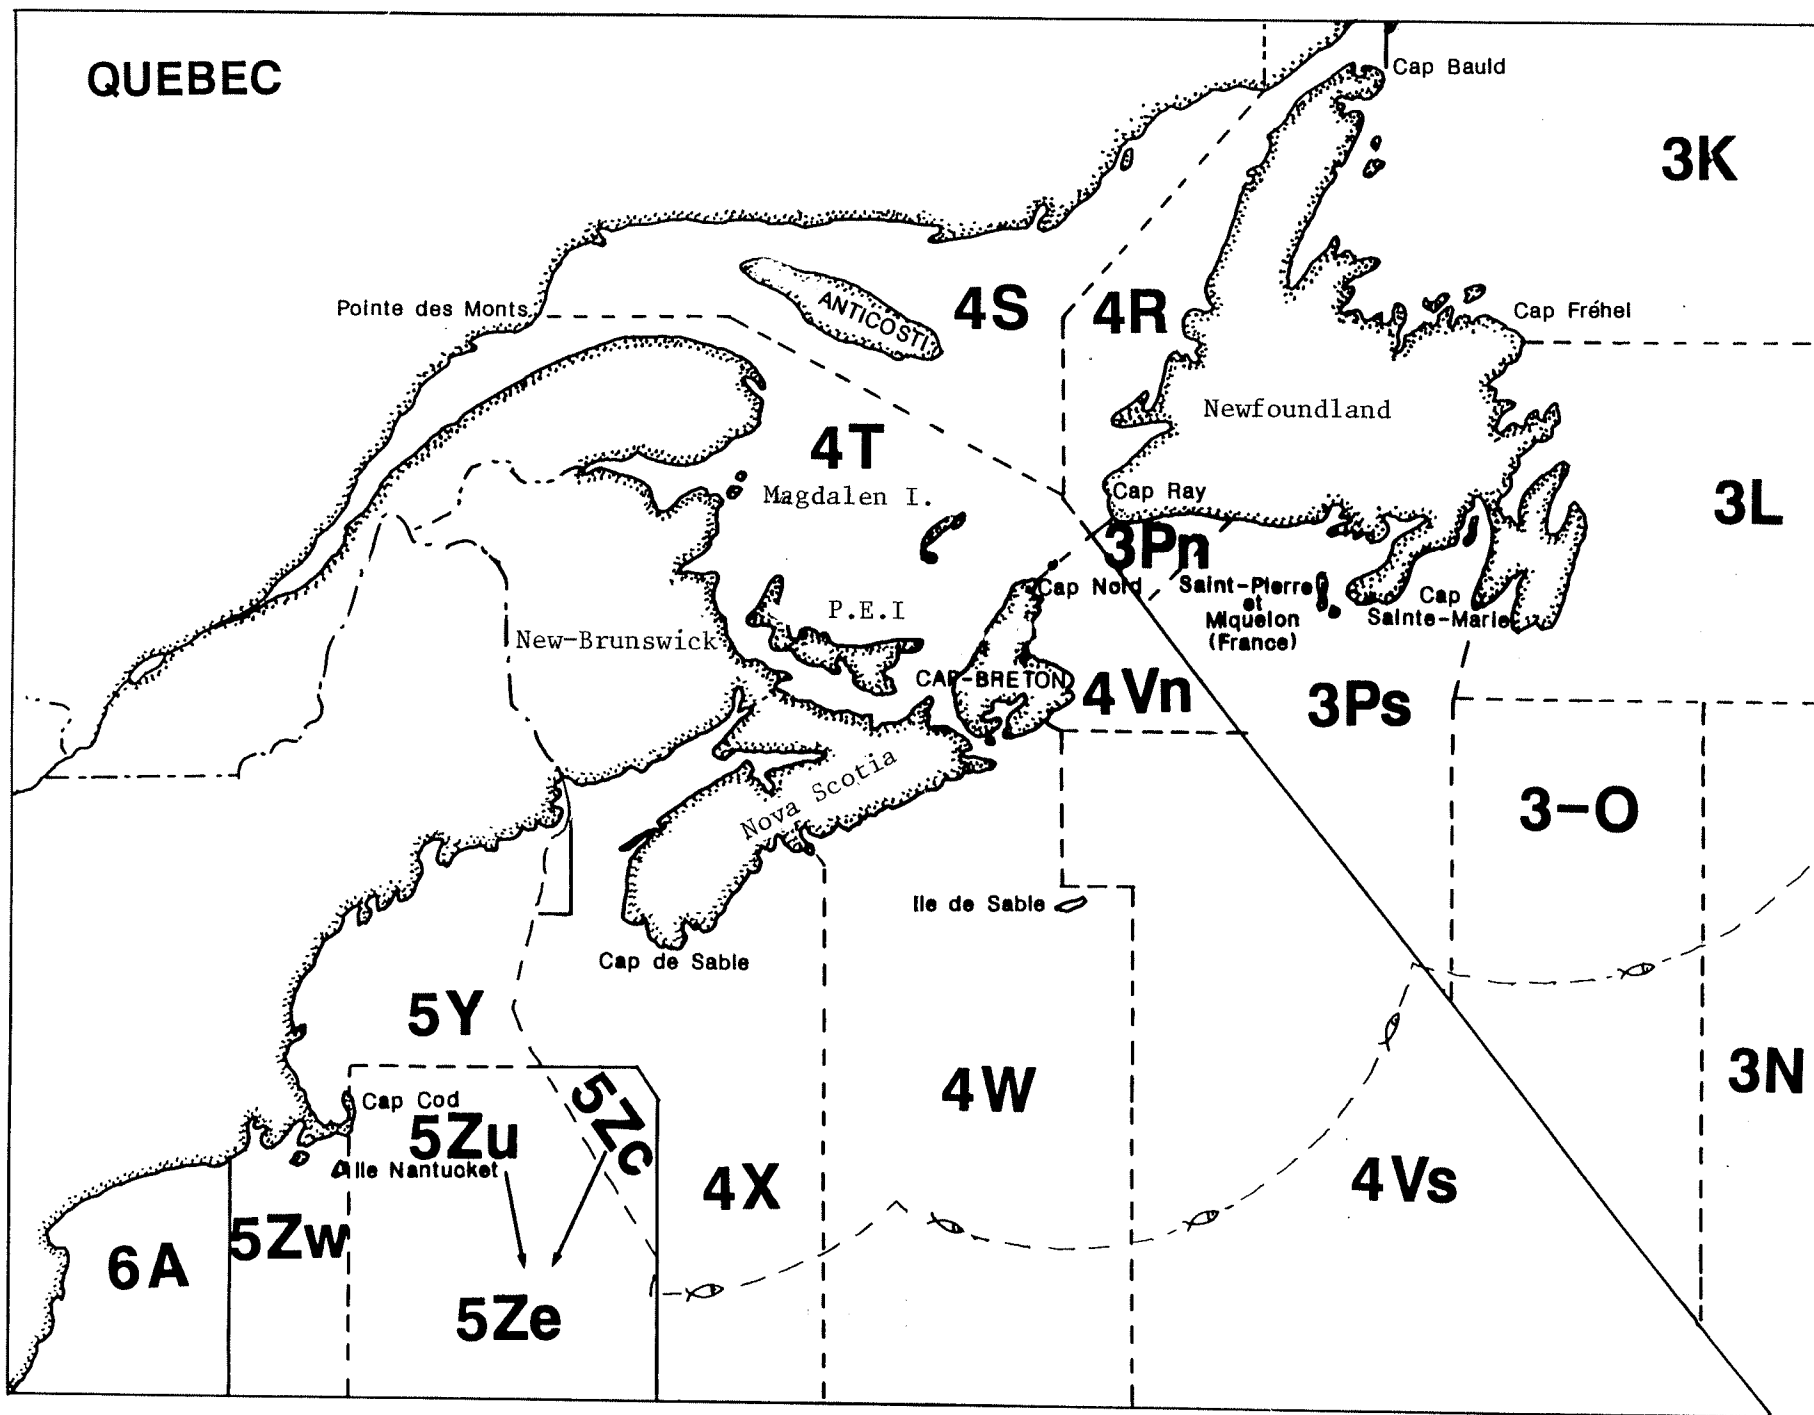 QUEBEC
Cap Bauld
3K
Pointe des Monts
ANTICOSTI
4S
4R
Cap Fréhel
Newfoundland
4T
Magdalen I.
Cap Ray
3L
3Pn
Cap Nord
Saint-Pierre
et
Miquelon
(France)
Cap
Sainte-Marie
P.E.I
New-Brunswick
CAP-BRETON
4Vn
3Ps
Nova Scotia
3-O
Ile de Sable
Cap de Sable
5Y
4W
3N
Cap Cod
5Zu
5Zc
Ile Nantucket
4X
4Vs
5Zw
6A
5Ze